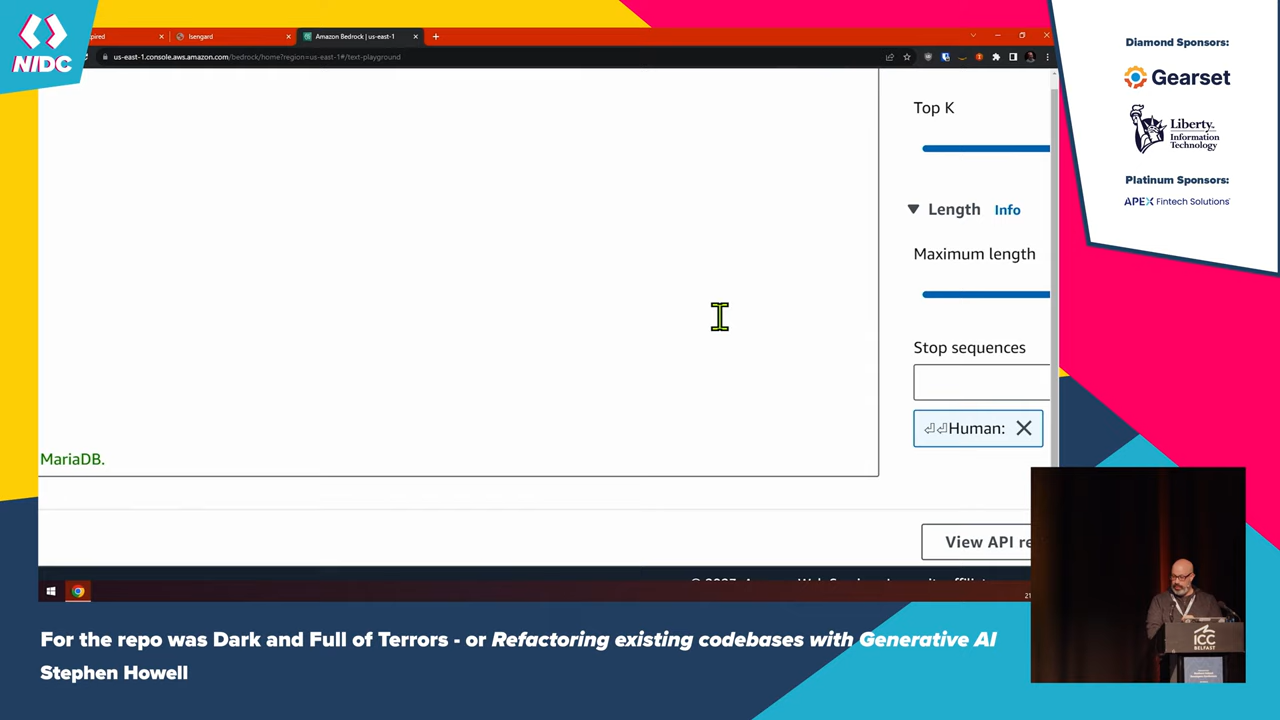 NIDC
pired
Isengard
Amazon Bedrock | us-east-1
us-east-1.console.aws.amazon.com/bedrock/home?region=us-east-1#/text-playground
Top K
Length Info
Maximum length
Stop sequences
⏎⏎Human:
MariaDB.
View API re
21
Diamond Sponsors:
Gearset
Liberty
Information
Technology
Platinum Sponsors:
APEX Fintech Solutions
ICC
BELFAST
For the repo was Dark and Full of Terrors - or Refactoring existing codebases with Generative AI
Stephen Howell